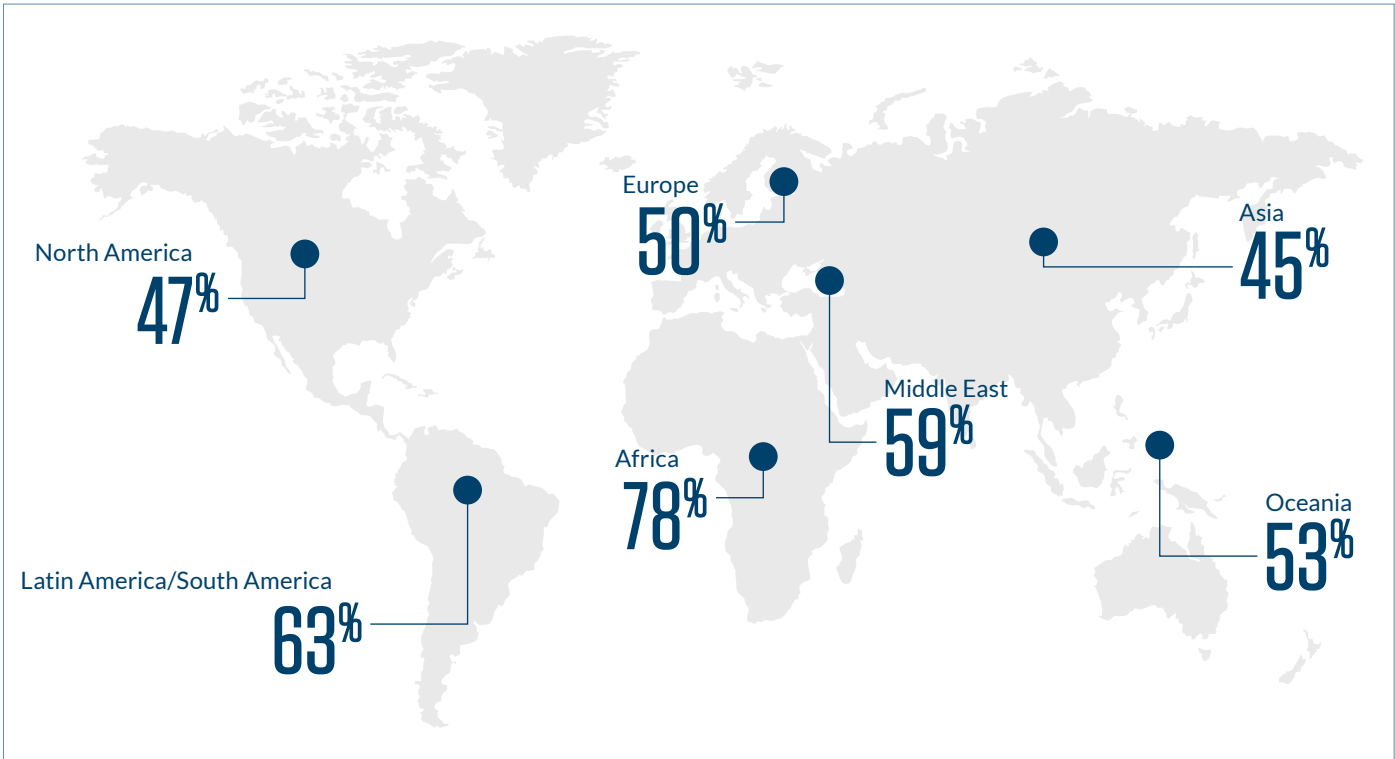 Europe
50%
Asia
45%
North America
47%
Middle East
59%
Africa
78%
Oceania
53%
Latin America/South America
63%